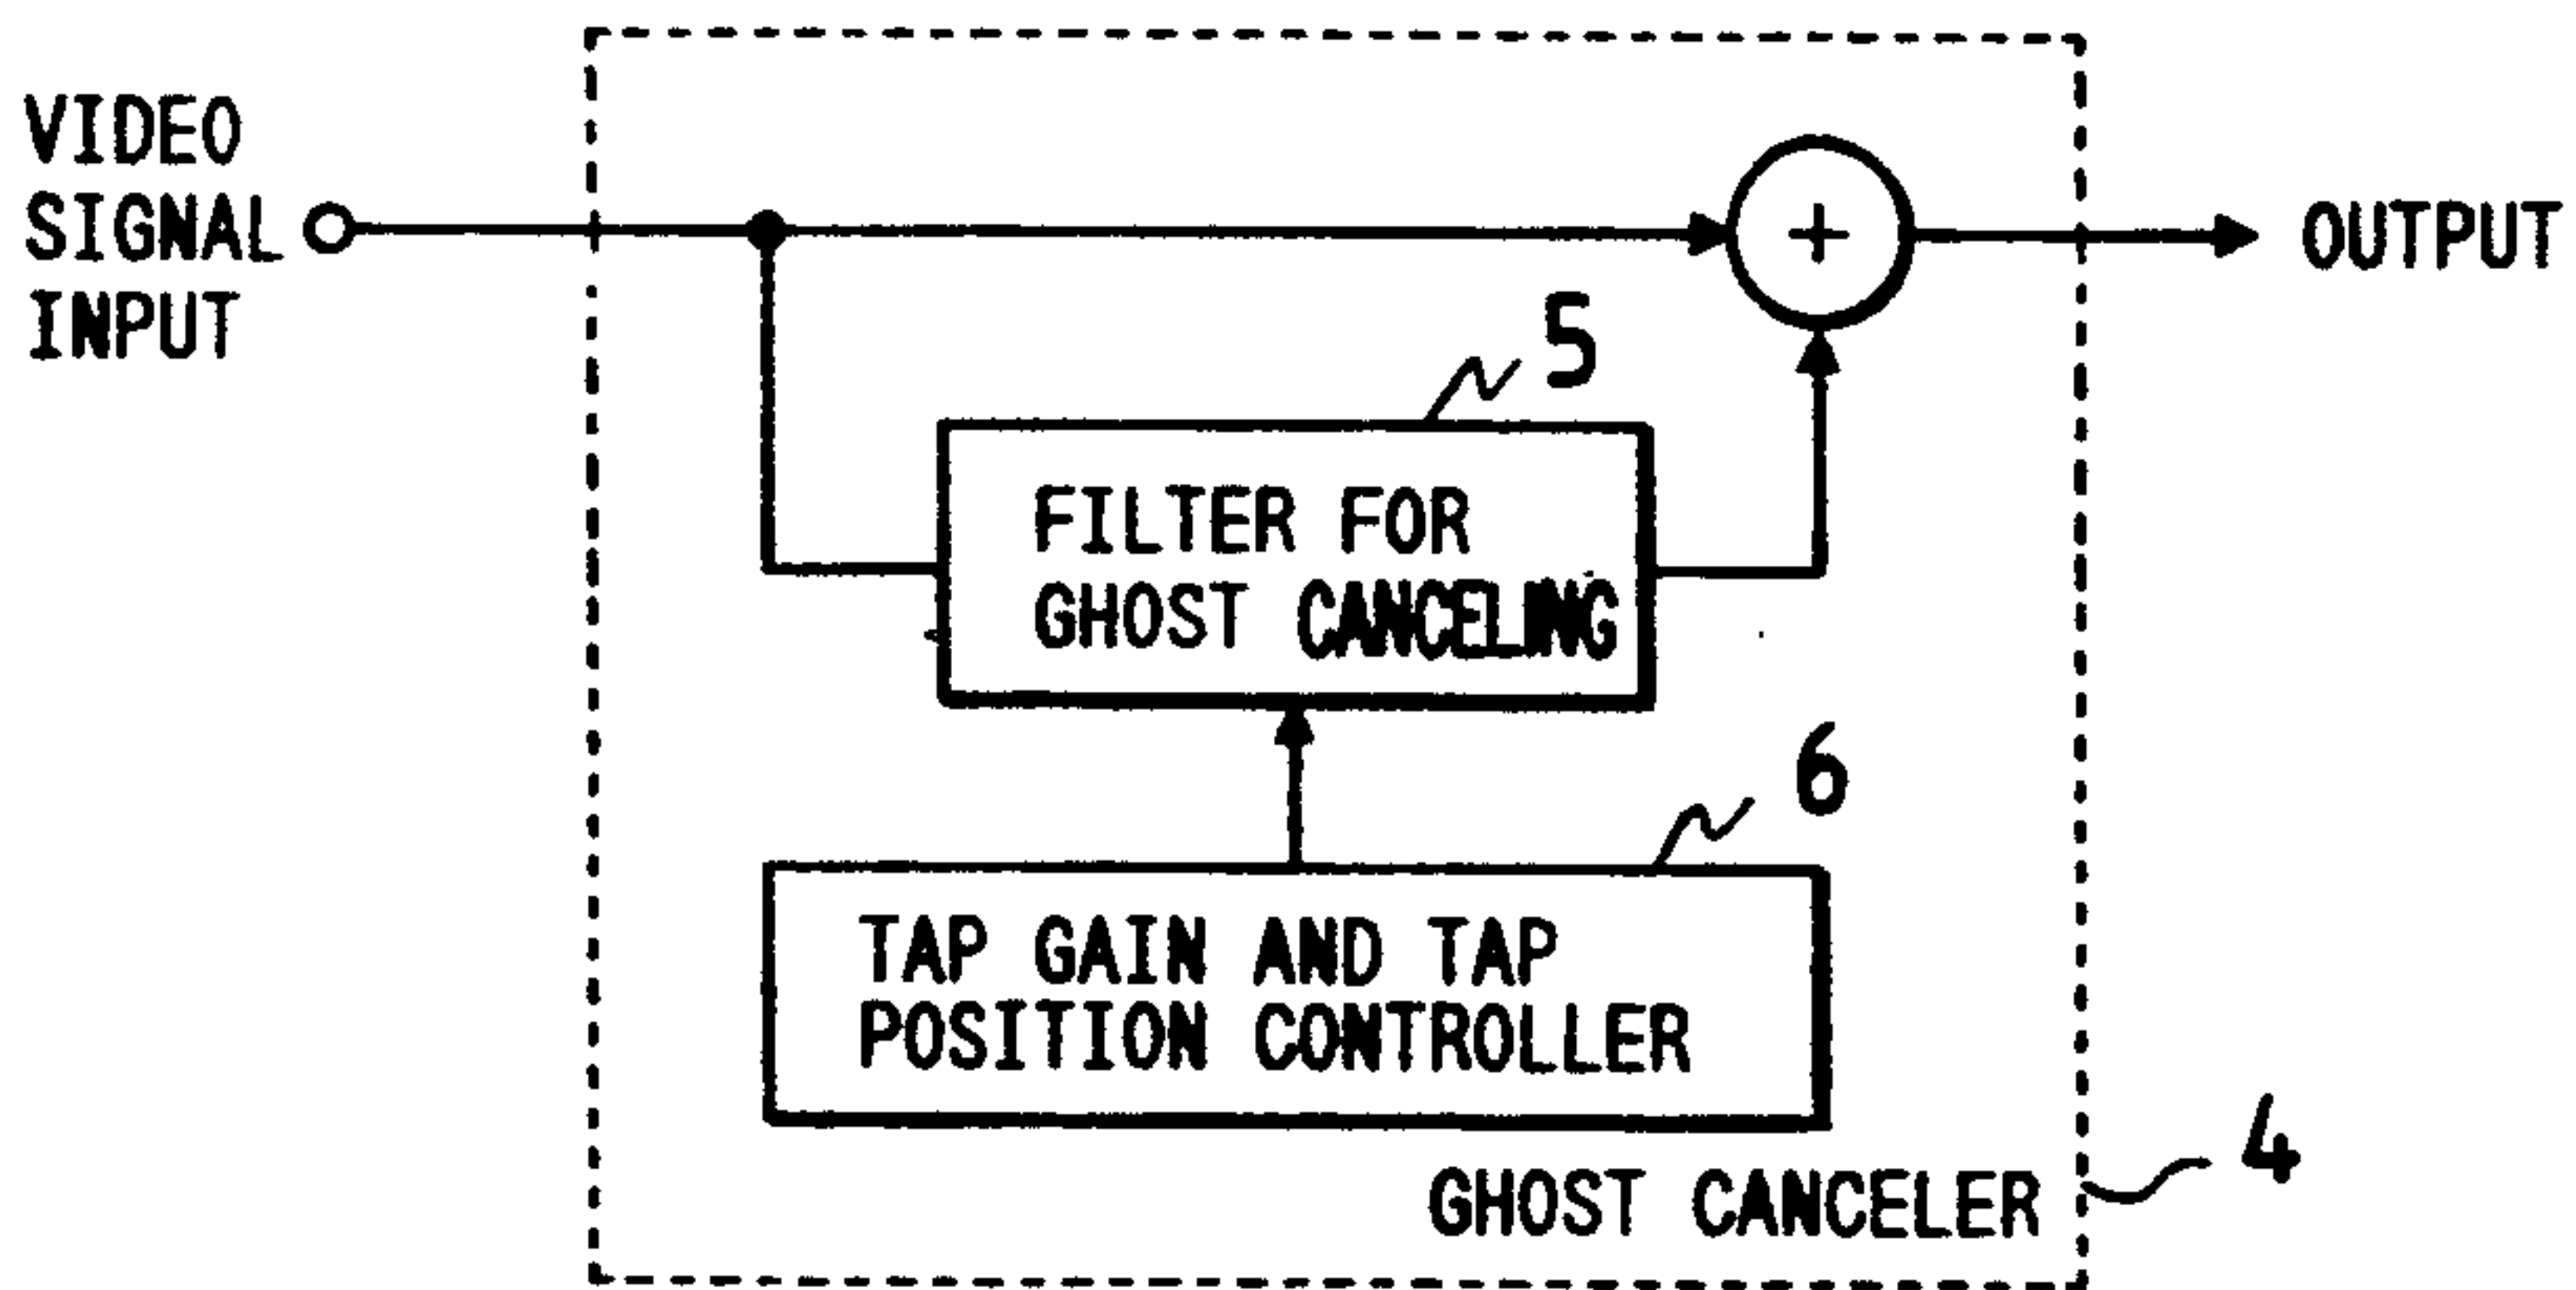 VIDEO
SIGNAL
INPUT
+
OUTPUT
5
FILTER FOR
GHOST CANCELING
6
TAP GAIN AND TAP
POSITION CONTROLLER
GHOST CANCELER
4